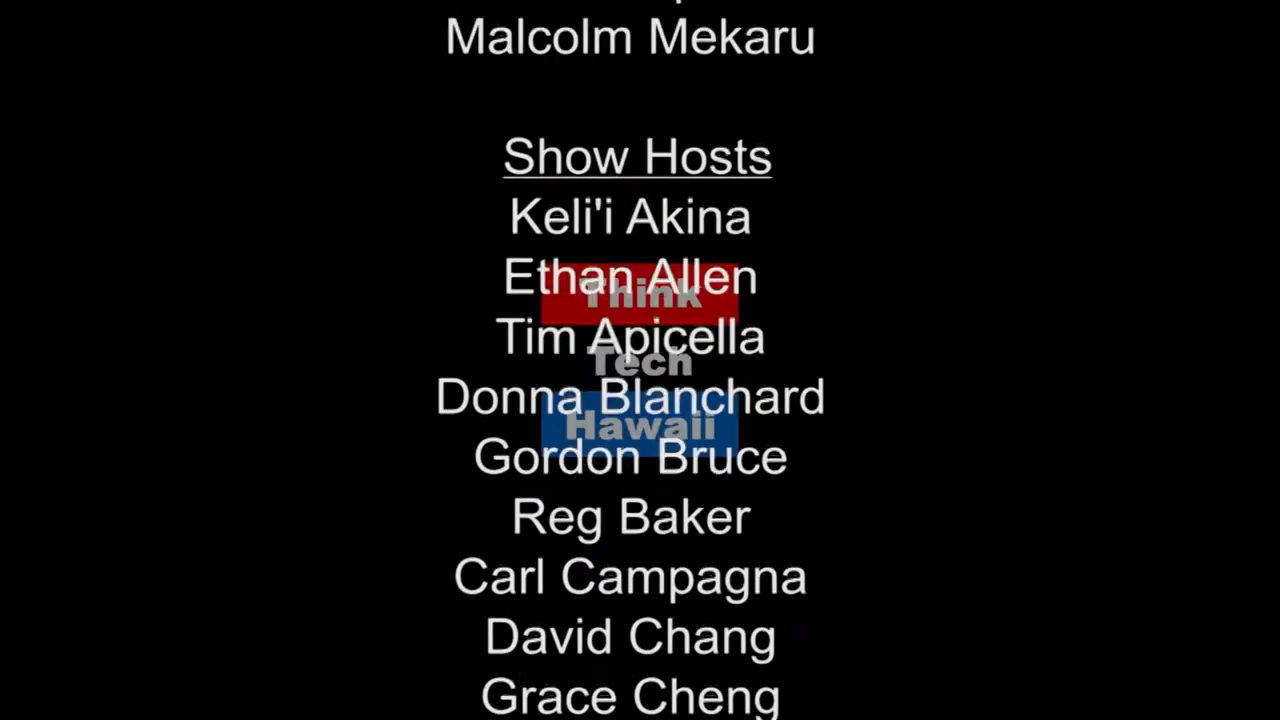 Malcolm Mekaru
Show Hosts
Keli'i Akina
Ethan Allen
Think
Tim Apicella
Tech
Donna Blanchard
Hawaii
Gordon Bruce
Reg Baker
Carl Campagna
David Chang
Grace Cheng